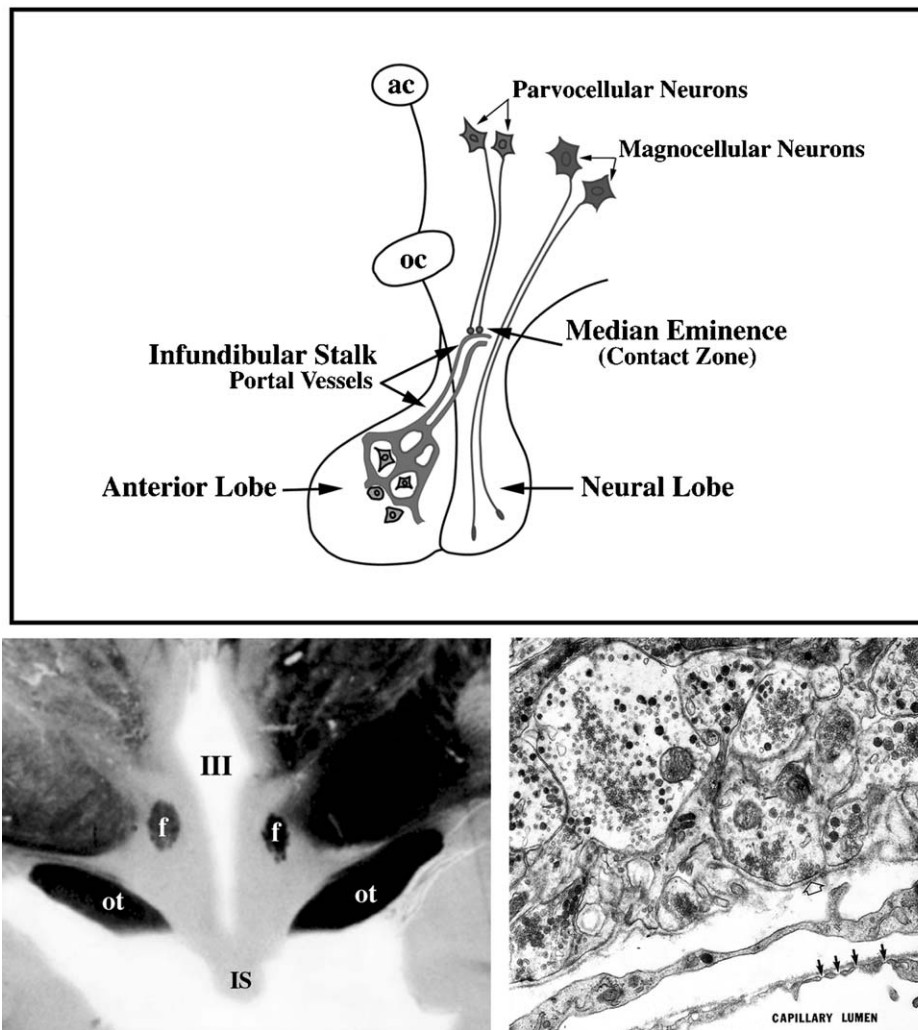 ac
Parvocellular Neurons
Magnocellular Neurons
oc
Median Eminence
(Contact Zone)
Infundibular Stalk
Portal Vessels
Anterior Lobe
Neural Lobe
III
f
f
ot
ot
IS
CAPILLARY LUMEN